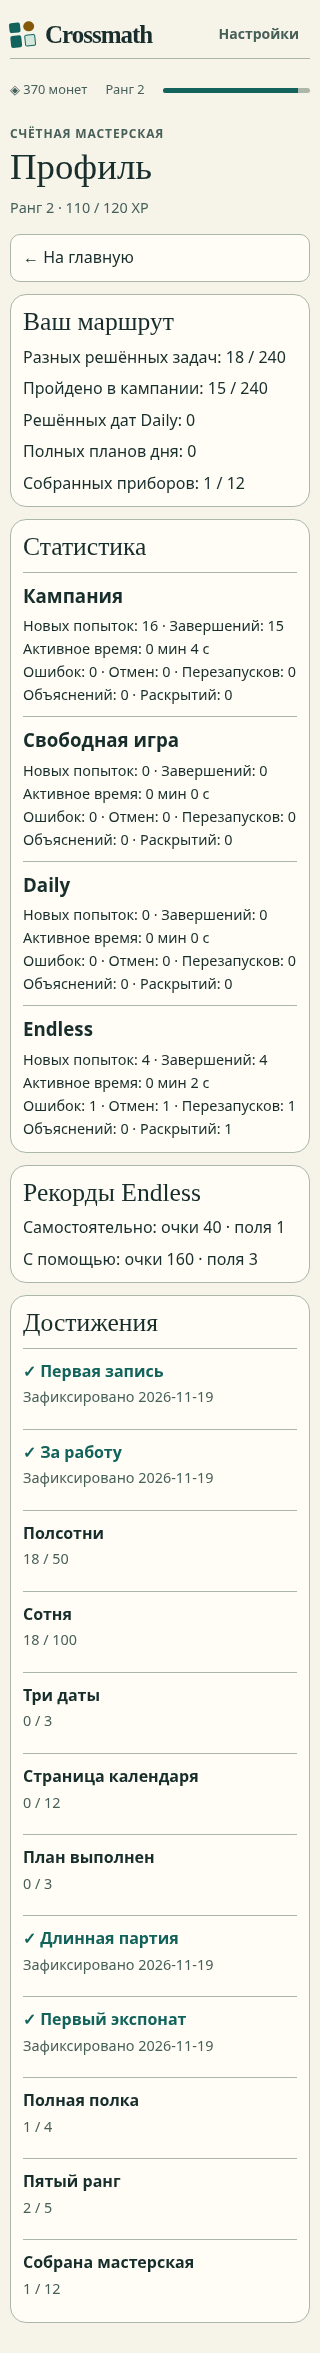 Crossmath
Настройки
◈ 370 монет Ранг 2
СЧЁТНАЯ МАСТЕРСКАЯ
Профиль
Ранг 2 · 110 / 120 XP
← На главную
Ваш маршрут
Разных решённых задач: 18 / 240
Пройдено в кампании: 15 / 240
Решённых дат Daily: 0
Полных планов дня: 0
Собранных приборов: 1 / 12
Статистика
Кампания
Новых попыток: 16 · Завершений: 15
Активное время: 0 мин 4 с
Ошибок: 0 · Отмен: 0 · Перезапусков: 0
Объяснений: 0 · Раскрытий: 0
Свободная игра
Новых попыток: 0 · Завершений: 0
Активное время: 0 мин 0 с
Ошибок: 0 · Отмен: 0 · Перезапусков: 0
Объяснений: 0 · Раскрытий: 0
Daily
Новых попыток: 0 · Завершений: 0
Активное время: 0 мин 0 с
Ошибок: 0 · Отмен: 0 · Перезапусков: 0
Объяснений: 0 · Раскрытий: 0
Endless
Новых попыток: 4 · Завершений: 4
Активное время: 0 мин 2 с
Ошибок: 1 · Отмен: 1 · Перезапусков: 1
Объяснений: 0 · Раскрытий: 1
Рекорды Endless
Самостоятельно: очки 40 · поля 1
С помощью: очки 160 · поля 3
Достижения
✓ Первая запись
Зафиксировано 2026-11-19
✓ За работу
Зафиксировано 2026-11-19
Полсотни
18 / 50
Сотня
18 / 100
Три даты
0 / 3
Страница календаря
0 / 12
План выполнен
0 / 3
✓ Длинная партия
Зафиксировано 2026-11-19
✓ Первый экспонат
Зафиксировано 2026-11-19
Полная полка
1 / 4
Пятый ранг
2 / 5
Собрана мастерская
1 / 12